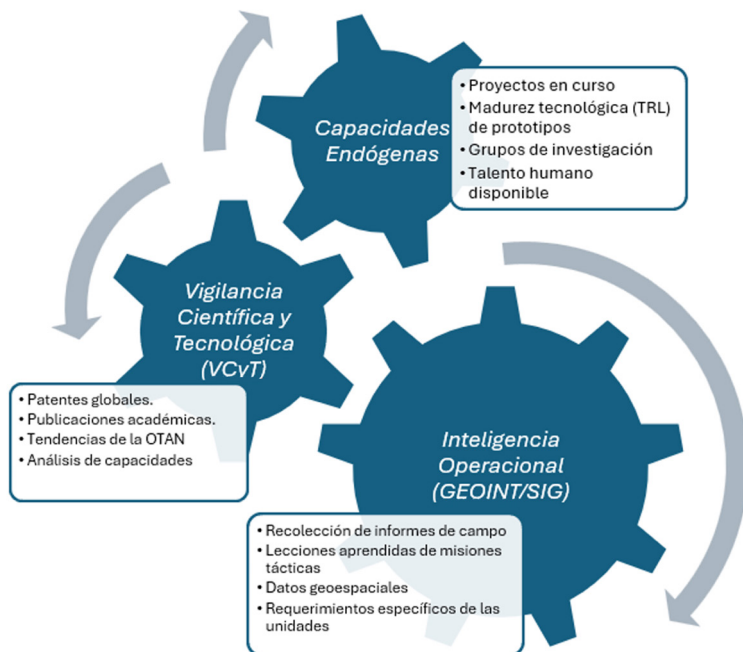 Capacidades
Endógenas
• Proyectos en curso
• Madurez tecnológica (TRL)
de prototipos
• Grupos de investigación
• Talento humano
disponible
Vigilancia
Científica y
Tecnológica
(VCyT)
• Patentes globales.
• Publicaciones académicas.
• Tendencias de la OTAN
• Análisis de capacidades
Inteligencia
Operacional
(GEOINT/SIG)
• Recolección de informes de campo
• Lecciones aprendidas de misiones
tácticas
• Datos geoespaciales
• Requerimientos específicos de las
unidades